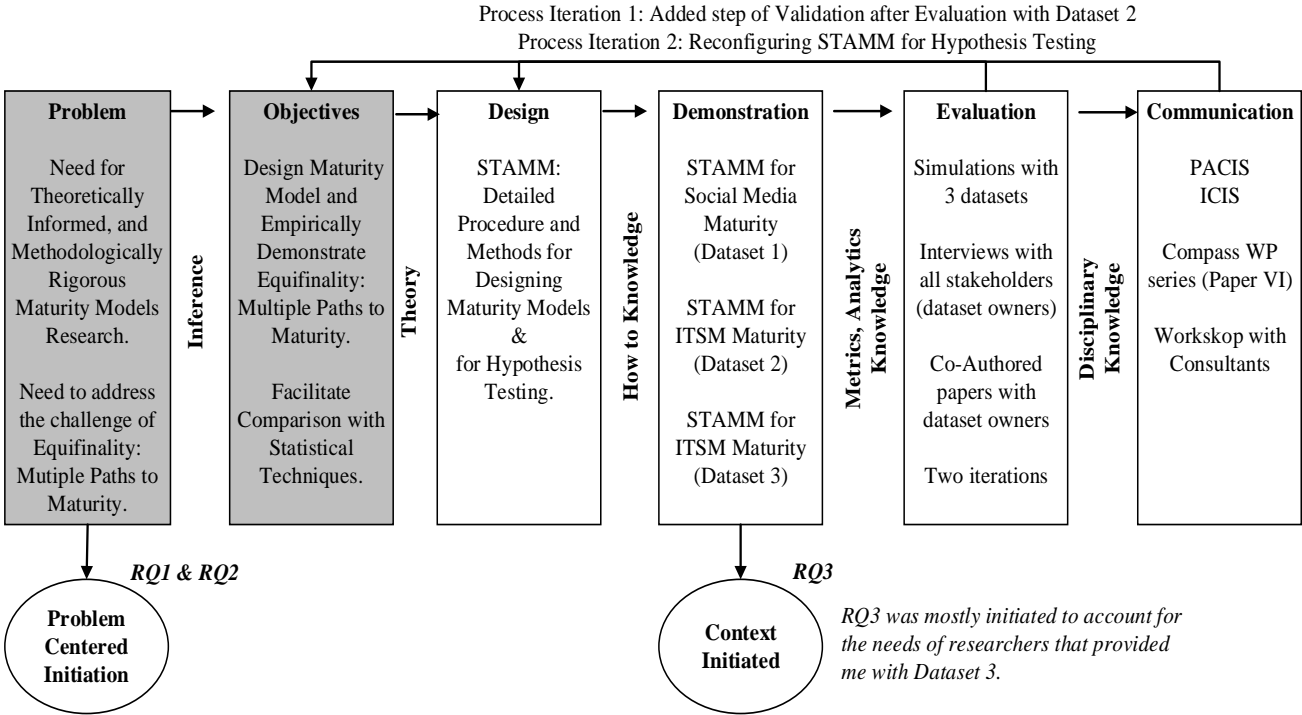 Process Iteration 1: Added step of Validation after Evaluation with Dataset 2
Process Iteration 2: Reconfiguring STAMM for Hypothesis Testing
Problem
Need for
Theoretically
Informed, and
Methodologically
Rigorous
Maturity Models
Research.
Need to address
the challenge of
Equifinality:
Mutiple Paths to
Maturity.
Inference
Objectives
Design Maturity
Model and
Empirically
Demonstrate
Equifinality:
Multiple Paths to
Maturity.
Facilitate
Comparison with
Statistical
Techniques.
Theory
Design
STAMM:
Detailed
Procedure and
Methods for
Designing
Maturity Models
&
for Hypothesis
Testing.
How to Knowledge
Demonstration
STAMM for
Social Media
Maturity
(Dataset 1)
STAMM for
ITSM Maturity
(Dataset 2)
STAMM for
ITSM Maturity
(Dataset 3)
Metrics, Analytics
Knowledge
Evaluation
Simulations with
3 datasets
Interviews with
all stakeholders
(dataset owners)
Co-Authored
papers with
dataset owners
Two iterations
Disciplinary
Knowledge
Communication
PACIS
ICIS
Compass WP
series (Paper VI)
Workskop with
Consultants
RQ1 & RQ2
Problem
Centered
Initiation
RQ3
Context
Initiated
RQ3 was mostly initiated to account for
the needs of researchers that provided
me with Dataset 3.